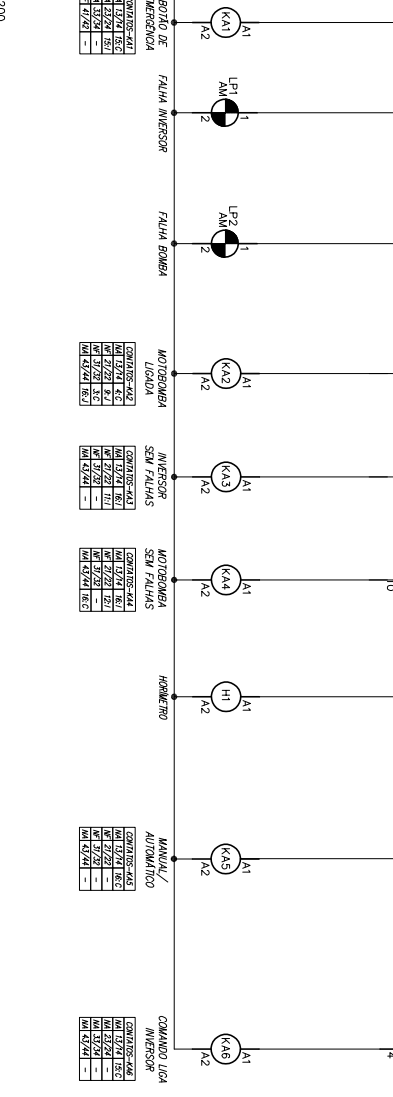 KA1
A1
A2
BOTÃO DE
EMERGÊNCIA
CONTATOS-KA1
NA 13/14 15:C
NA 23/24 15:I
NA 33/34 -
NF 41/42 -
LP1
AM
1
2
FALHA INVERSOR
LP2
AM
1
2
FALHA BOMBA
KA2
A1
A2
MOTOBOMBA
LIGADA
CONTATOS-KA2
NA 13/14 4:C
NF 21/22 9:J
NF 31/32 3:C
NA 43/44 16:J
KA3
A1
A2
INVERSOR
SEM FALHAS
CONTATOS-KA3
NA 13/14 16:I
NF 21/22 11:I
NF 31/32 -
NA 43/44 -
KA4
A1
A2
MOTOBOMBA
SEM FALHAS
CONTATOS-KA4
NA 13/14 16:I
NF 21/22 12:I
NF 31/32 -
NA 43/44 16:C
H1
A1
A2
HORÍMETRO
KA5
A1
A2
MANUAL/
AUTOMÁTICO
CONTATOS-KA5
NA 13/14 16:C
NF 21/22 -
NF 31/32 -
NA 43/44 -
KA6
A1
A2
COMANDO LIGA
INVERSOR
CONTATOS-KA6
NA 13/14 15:C
NA 23/24 -
NA 33/34 -
NA 43/44 -